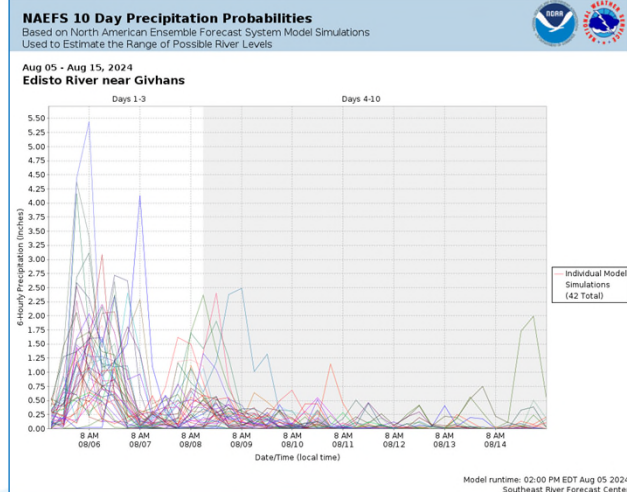 NAEFS 10 Day Precipitation Probabilities
Based on North American Ensemble Forecast System Model Simulations
Used to Estimate the Range of Possible River Levels
NOAA
Aug 05 - Aug 15, 2024
Edisto River near Givhans
Days 1-3
Days 4-10
6-Hourly Precipitation (inches)
5.50
5.25
5.00
4.75
4.50
4.25
4.00
3.75
3.50
3.25
3.00
2.75
2.50
2.25
2.00
1.75
1.50
1.25
1.00
0.75
0.50
0.25
0.00
Individual Model
Simulations
(42 Total)
8 AM 8 AM 8 AM 8 AM 8 AM 8 AM 8 AM 8 AM 8 AM
08/06 08/07 08/08 08/09 08/10 08/11 08/12 08/13 08/14
Date/Time (local time)
Model runtime: 02:00 PM EDT Aug 05 2024
Southeast River Forecast Center